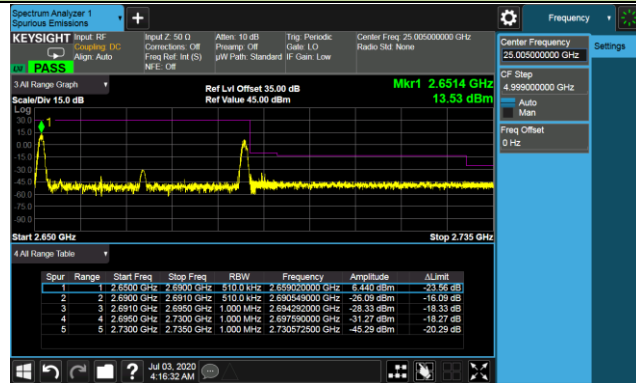 Spectrum Analyzer 1
Spurious Emissions
+
Frequency
KEYSIGHT Input: RF Input Z: 50 Ω Atten: 10 dB Trig: Periodic Center Freq: 25.005000000 GHz
Coupling: DC Corrections: Off Preamp: Off Gate: LO Radio Std: None
Align: Auto Freq Ref: Int (S) µW Path: Standard IF Gain: Low
NFE: Off
PASS
Center Frequency
25.005000000 GHz
Settings
CF Step
4.999000000 GHz
Auto
Man
Freq Offset
0 Hz
3 All Range Graph
Ref Lvl Offset 35.00 dB
Mkr1 2.6514 GHz
Scale/Div 15.0 dB
Ref Value 45.00 dBm
13.53 dBm
Log
30.0
15.0
0.00
-15.0
-30.0
-45.0
-60.0
-75.0
-90.0
1
Start 2.650 GHz Stop 2.735 GHz
4 All Range Table
Spur Range Start Freq Stop Freq RBW Frequency Amplitude ΔLimit
1 1 2.6500 GHz 2.6900 GHz 510.0 kHz 2.659020000 GHz 6.440 dBm -23.56 dB
2 2 2.6900 GHz 2.6910 GHz 510.0 kHz 2.690549000 GHz -26.09 dBm -16.09 dB
3 3 2.6910 GHz 2.6950 GHz 1.000 MHz 2.694292000 GHz -28.33 dBm -18.33 dB
4 4 2.6950 GHz 2.7300 GHz 1.000 MHz 2.697590000 GHz -31.27 dBm -18.27 dB
5 5 2.7300 GHz 2.7350 GHz 1.000 MHz 2.730572500 GHz -45.29 dBm -20.29 dB
?
Jul 03, 2020
4:16:32 AM